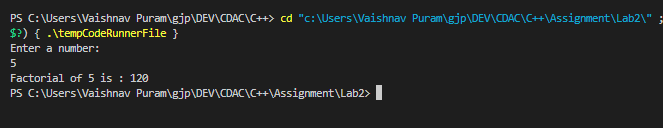 PS C:\Users\Vaishnav Puram\gjp\DEV\CDAC\C++> cd "c:\Users\Vaishnav Puram\gjp\DEV\CDAC\C++\Assignment\Lab2\" ;
$?) { .\tempCodeRunnerFile }
Enter a number:
5
Factorial of 5 is : 120
PS C:\Users\Vaishnav Puram\gjp\DEV\CDAC\C++\Assignment\Lab2>